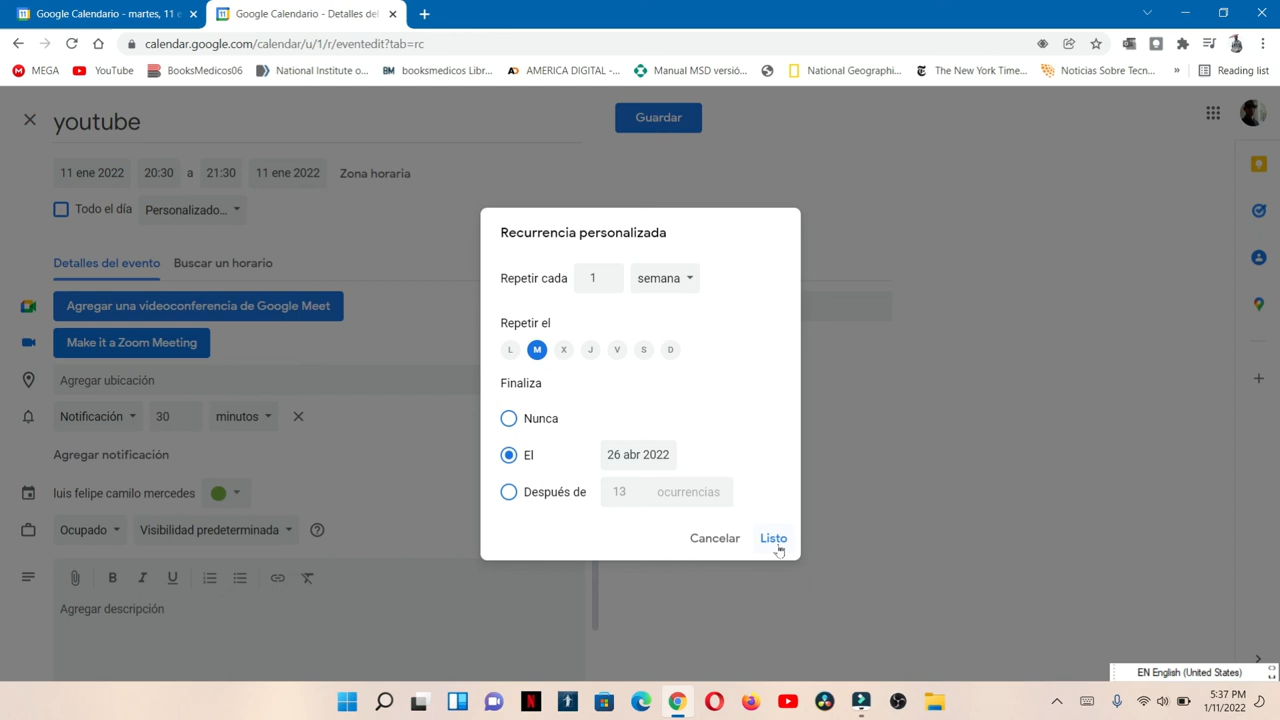 Google Calendario - martes, 11 e
Google Calendario - Detalles del
calendar.google.com/calendar/u/1/r/eventedit?tab=rc
MEGA YouTube BooksMedicos06 National Institute o... booksmedicos Libr... AMERICA DIGITAL -... Manual MSD versió... National Geographi... The New York Time... Noticias Sobre Tecn... » Reading list
youtube
Guardar
11 ene 2022 20:30 a 21:30 11 ene 2022 Zona horaria
Todo el día Personalizado...
Detalles del evento Buscar un horario
Agregar una videoconferencia de Google Meet
Make it a Zoom Meeting
Agregar ubicación
Notificación 30 minutos
Agregar notificación
luis felipe camilo mercedes
Ocupado Visibilidad predeterminada
B I U
Agregar descripción
Recurrencia personalizada
Repetir cada 1 semana
Repetir el
L M X J V S D
Finaliza
Nunca
El 26 abr 2022
Después de 13 ocurrencias
Cancelar Listo
EN English (United States)
5:37 PM
1/11/2022